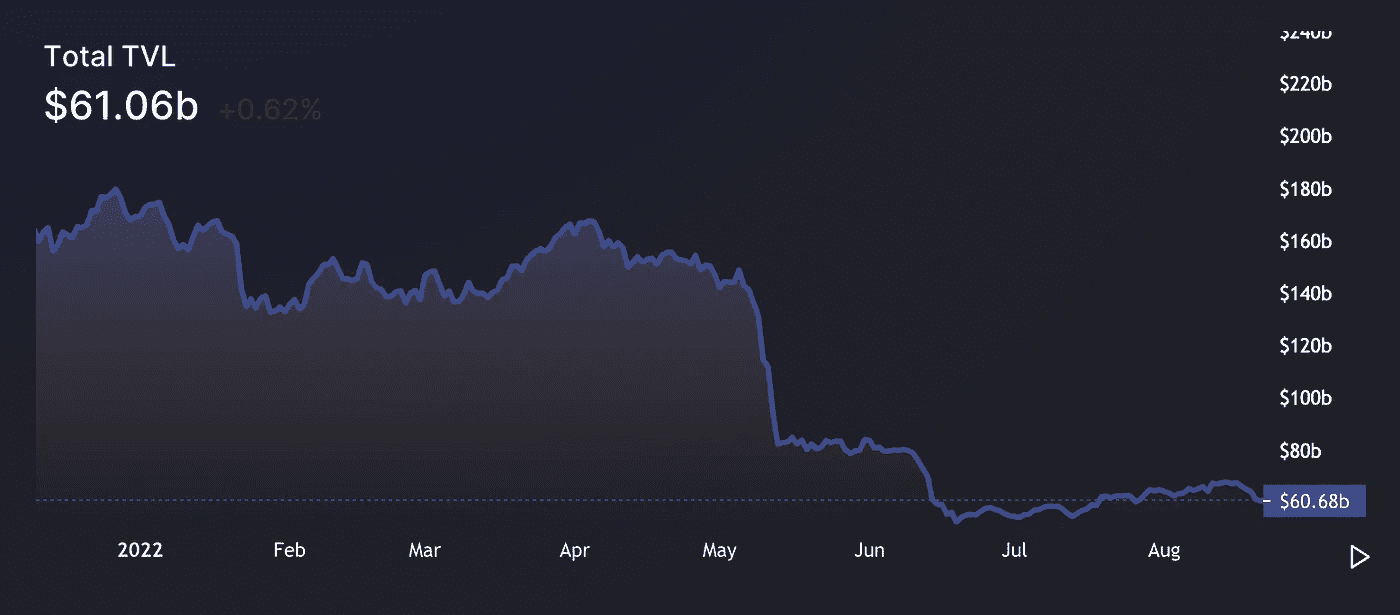 Total TVL
$61.06b +0.62%
$240b
$220b
$200b
$180b
$160b
$140b
$120b
$100b
$80b
$60.68b
2022 Feb Mar Apr May Jun Jul Aug